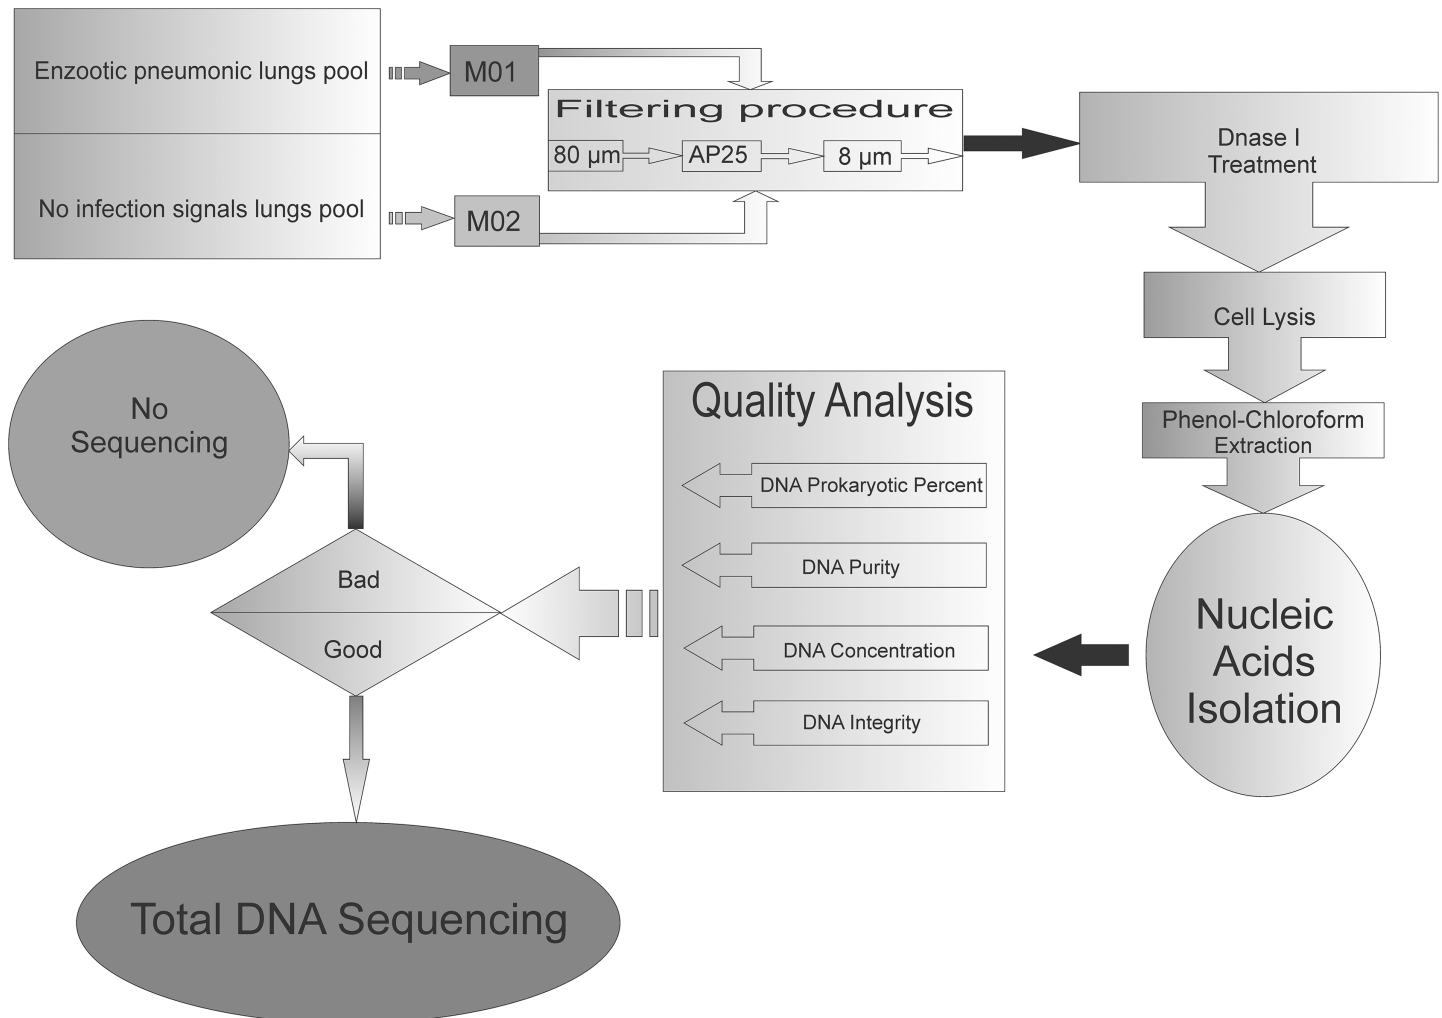 Enzootic pneumonic lungs pool
M01
No infection signals lungs pool
M02
Filtering procedure
80 µm
AP25
8 µm
Dnase I
Treatment
Cell Lysis
Phenol-Chloroform
Extraction
Nucleic
Acids
Isolation
Quality Analysis
DNA Prokaryotic Percent
DNA Purity
DNA Concentration
DNA Integrity
Bad
Good
No
Sequencing
Total DNA Sequencing